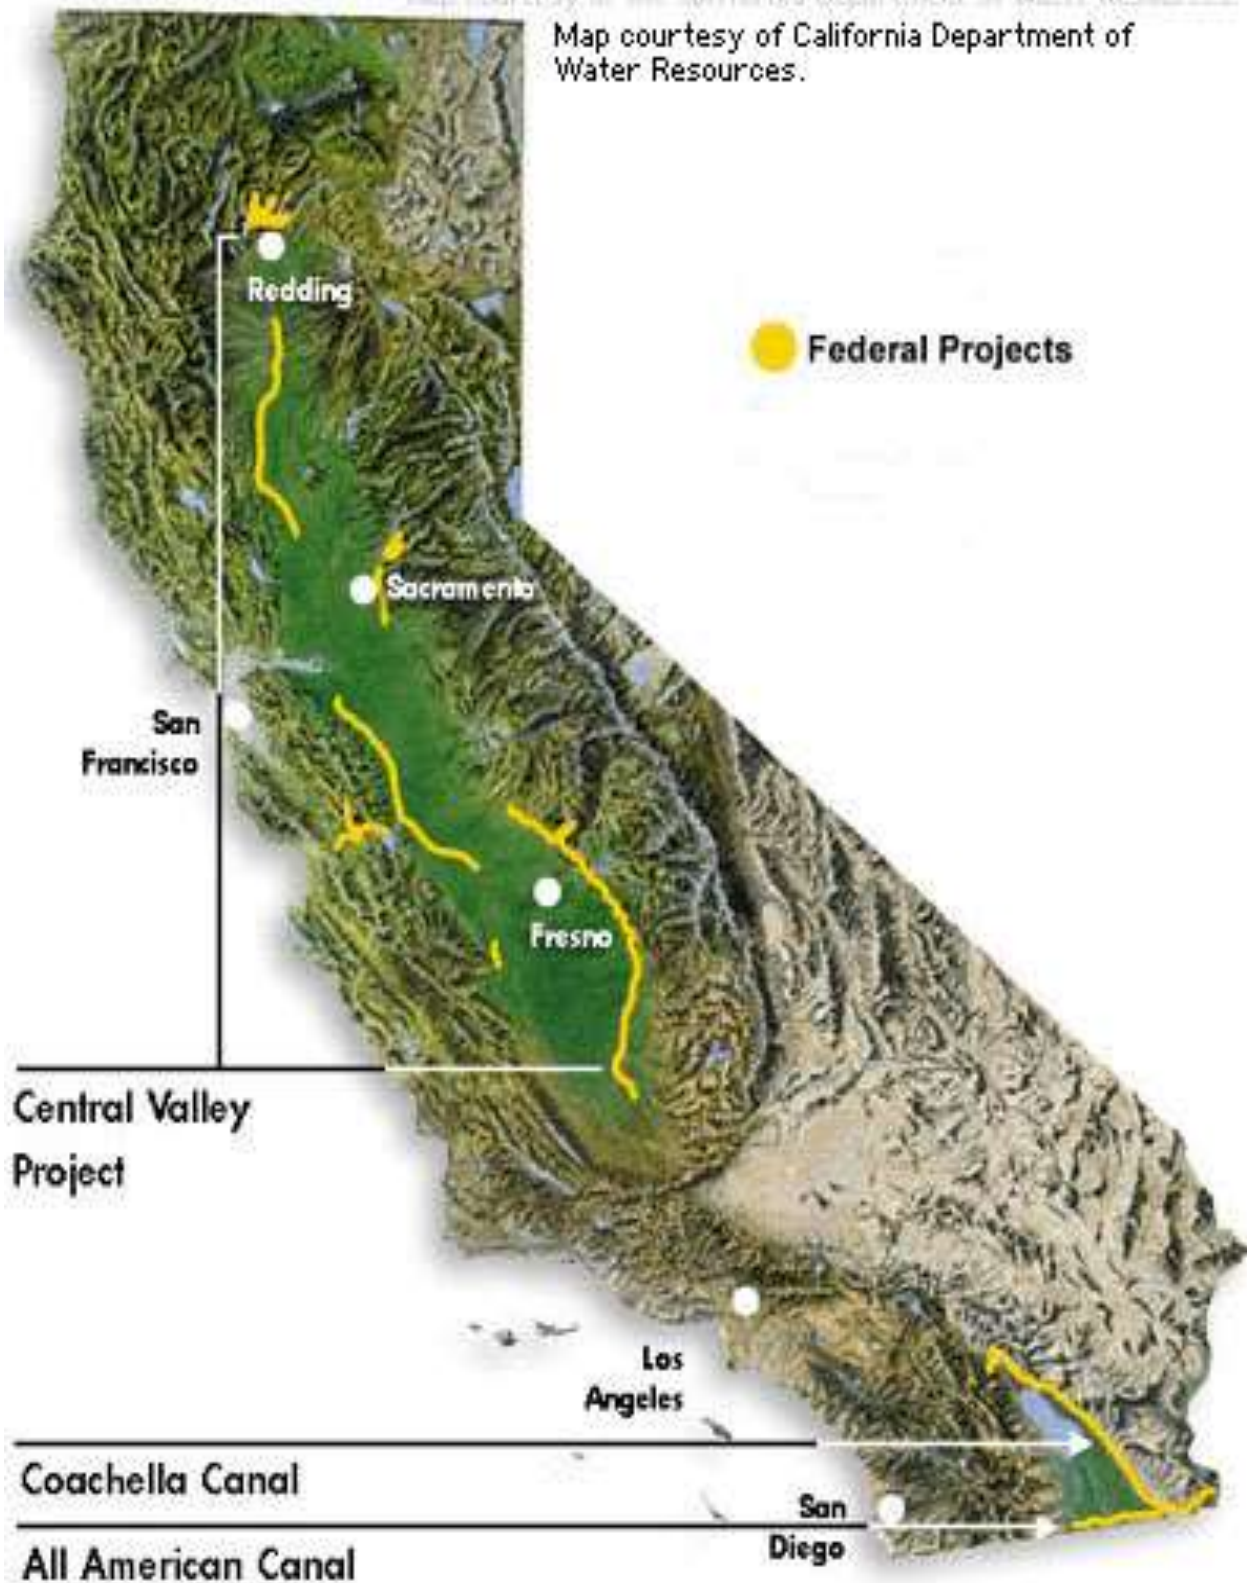 Map courtesy of California Department of
Water Resources.
Redding
Federal Projects
Sacramento
San
Francisco
Fresno
Central Valley
Project
Los
Angeles
Coachella Canal
San
Diego
All American Canal